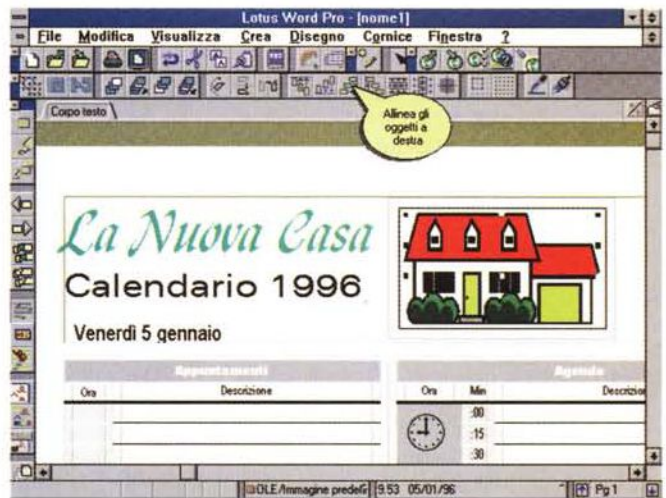 Lotus Word Pro - [nome1]
File Modifica Visualizza Crea Disegno Cornice Finestra ?
Allinea gli
oggetti a
destra
Corpo testo
La Nuova Casa
Calendario 1996
Venerdì 5 gennaio
Appuntamenti
Agenda
Ora Descrizione
Ora Min Descrizion
:00
:15
:30
OLE/Immagine predefi 9.53 05/01/96 Pg 1